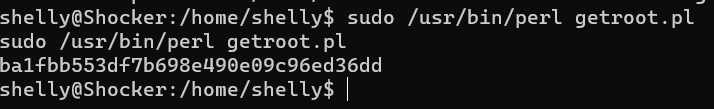 shelly@Shocker:/home/shelly$ sudo /usr/bin/perl getroot.pl
sudo /usr/bin/perl getroot.pl
ba1fbb553df7b698e490e09c96ed36dd
shelly@Shocker:/home/shelly$